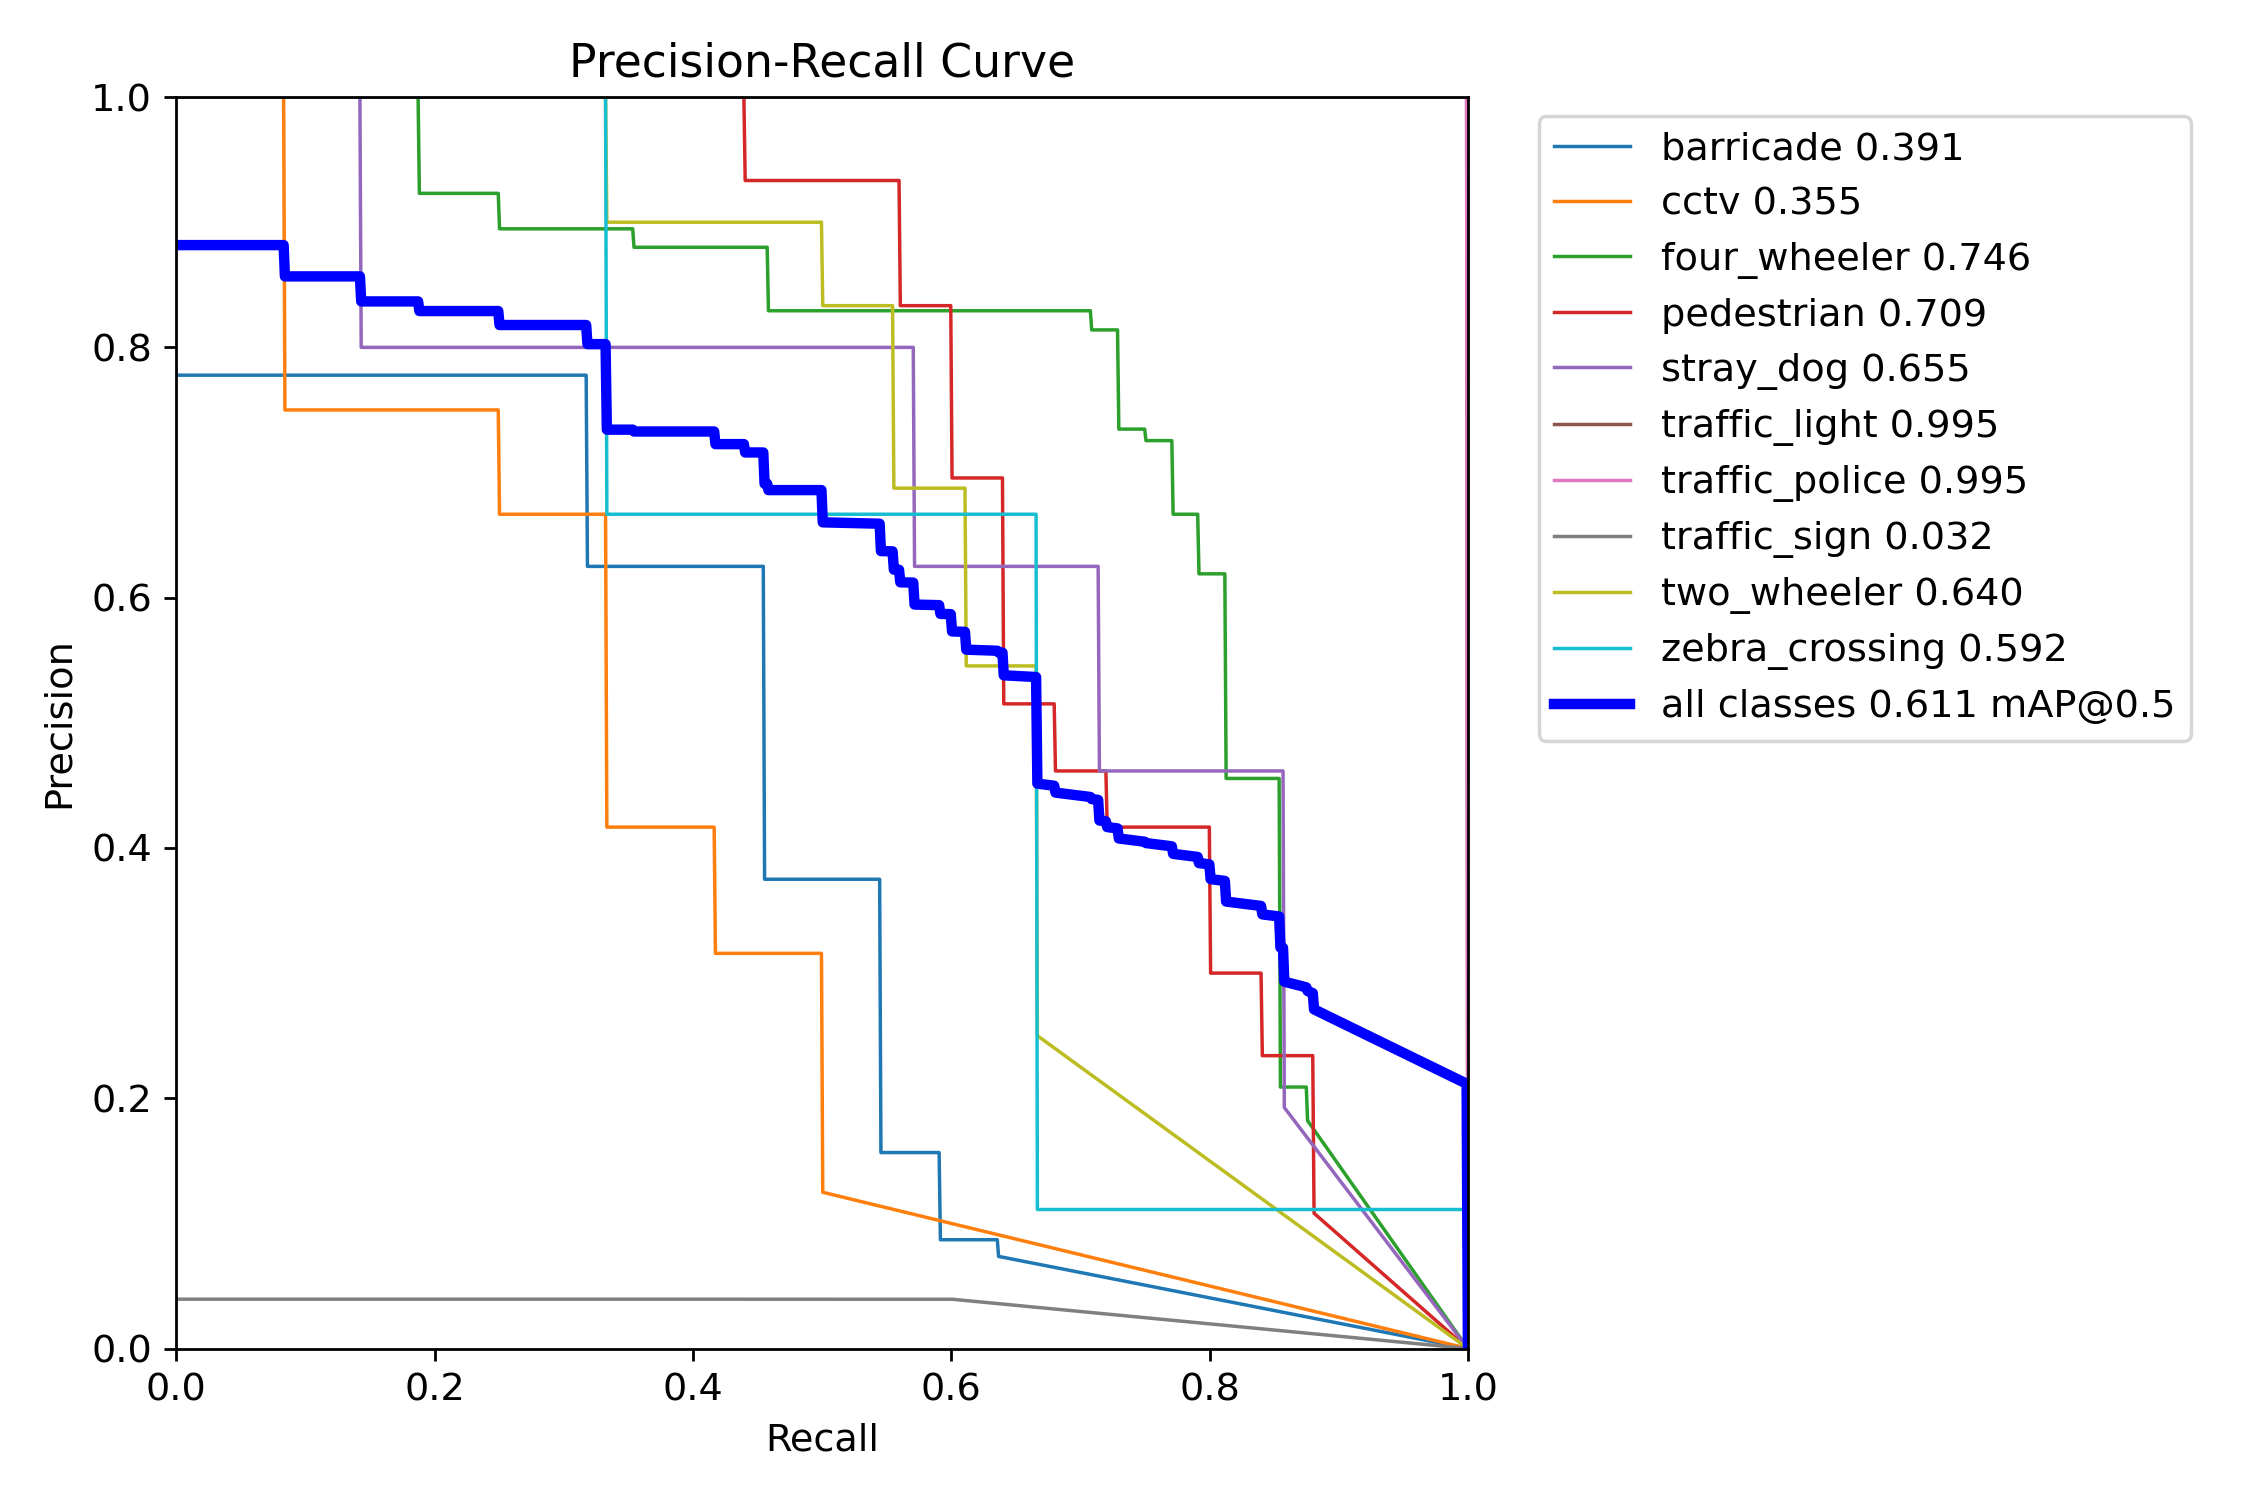 Precision-Recall Curve
1.0
0.8
0.6
0.4
0.2
0.0
Precision
0.0 0.2 0.4 0.6 0.8 1.0
Recall
barricade 0.391
cctv 0.355
four_wheeler 0.746
pedestrian 0.709
stray_dog 0.655
traffic_light 0.995
traffic_police 0.995
traffic_sign 0.032
two_wheeler 0.640
zebra_crossing 0.592
all classes 0.611 mAP@0.5